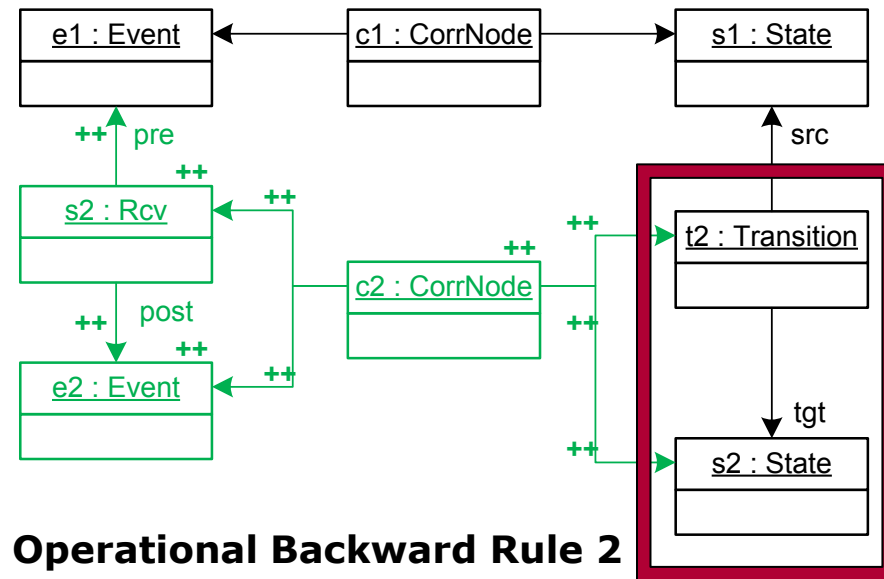 e1 : Event
c1 : CorrNode
s1 : State
++ pre
src
++
s2 : Rcv
++
++
t2 : Transition
++
c2 : CorrNode
++ post
++
++
++
e2 : Event
tgt
++
s2 : State
Operational Backward Rule 2